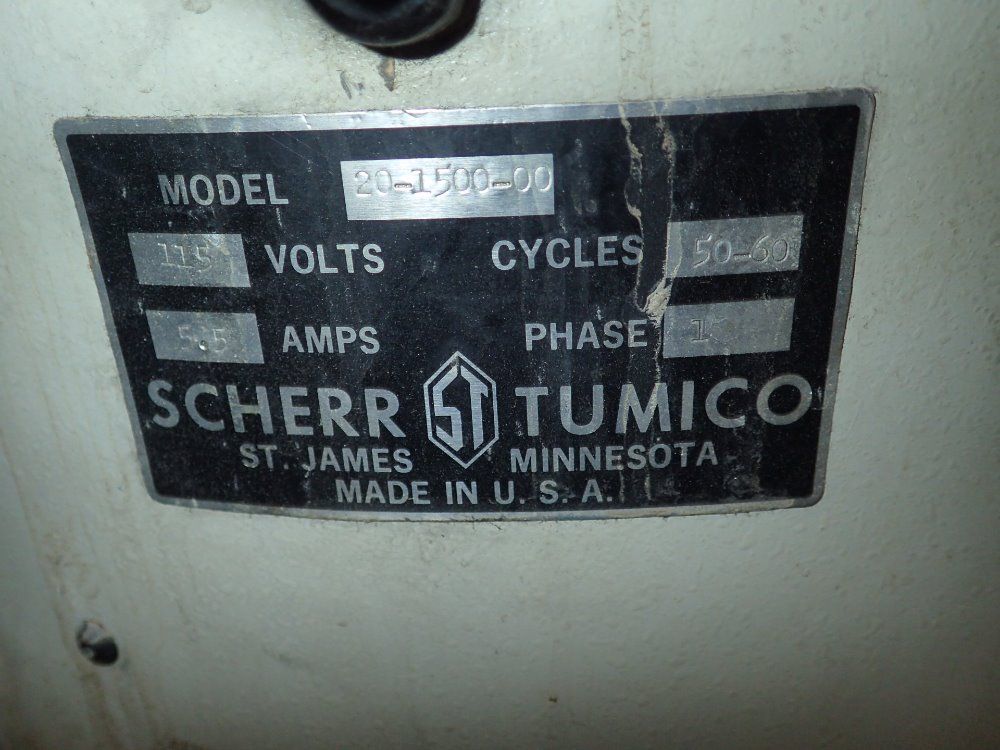 MODEL 20-1500-00
115 VOLTS CYCLES 50-60
5.5 AMPS PHASE 1
SCHERR ST TUMICO
ST. JAMES MINNESOTA
MADE IN U. S. A.